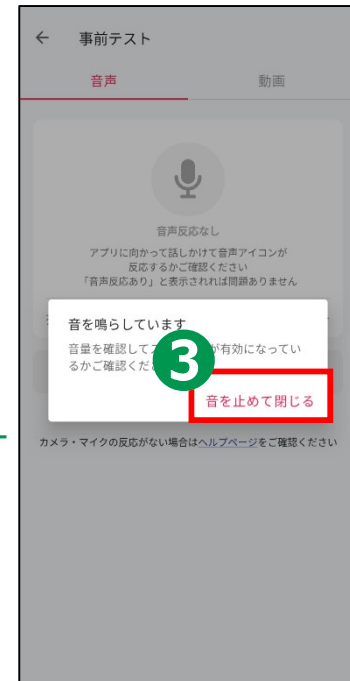 ← 事前テスト
音声 動画
音声反応なし
アプリに向かって話しかけて音声アイコンが
反応するかご確認ください
「音声反応あり」と表示されれば問題ありません
音を鳴らしています
音量を確認してス が有効になってい
るかご確認くだ
3
音を止めて閉じる
カメラ・マイクの反応がない場合はヘルプページをご確認ください